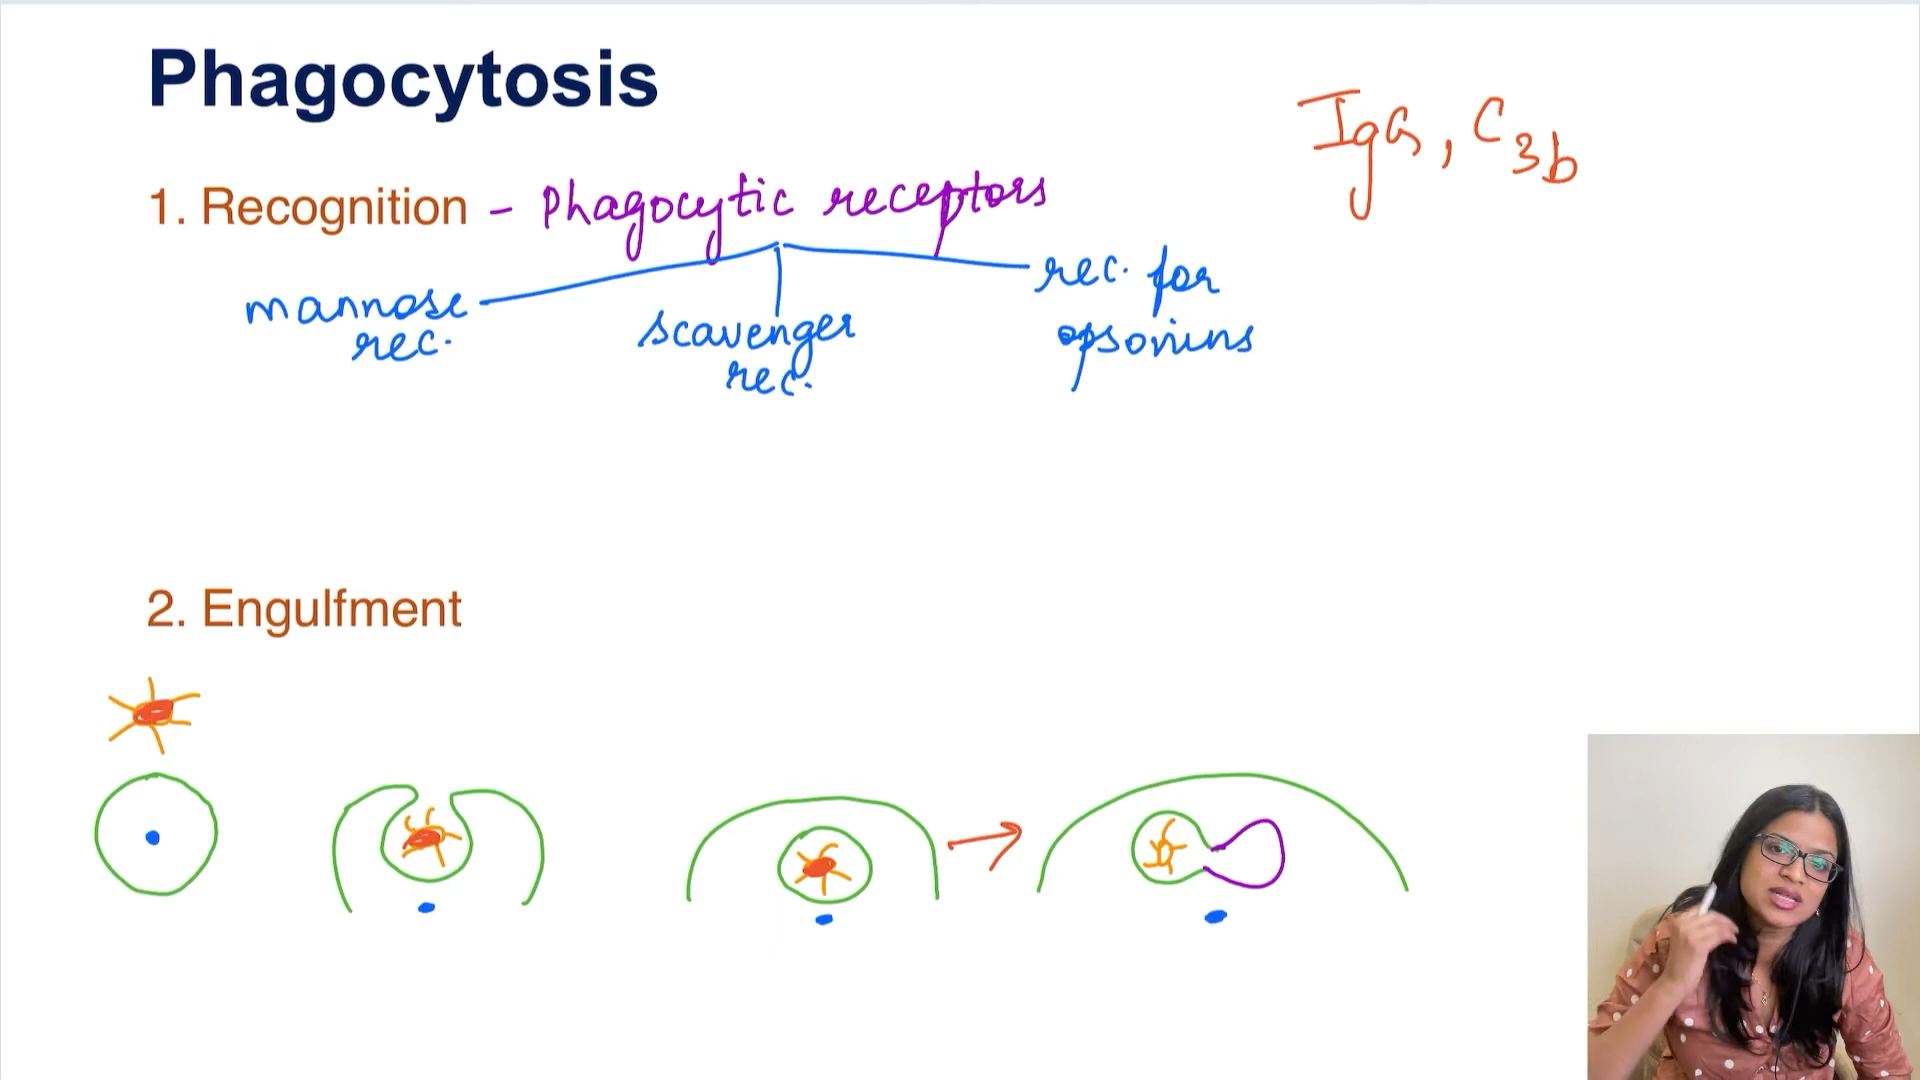 Phagocytosis
IgG, C3b
1. Recognition - Phagocytic receptors
mannose rec.
scavenger rec.
rec. for opsonins
2. Engulfment